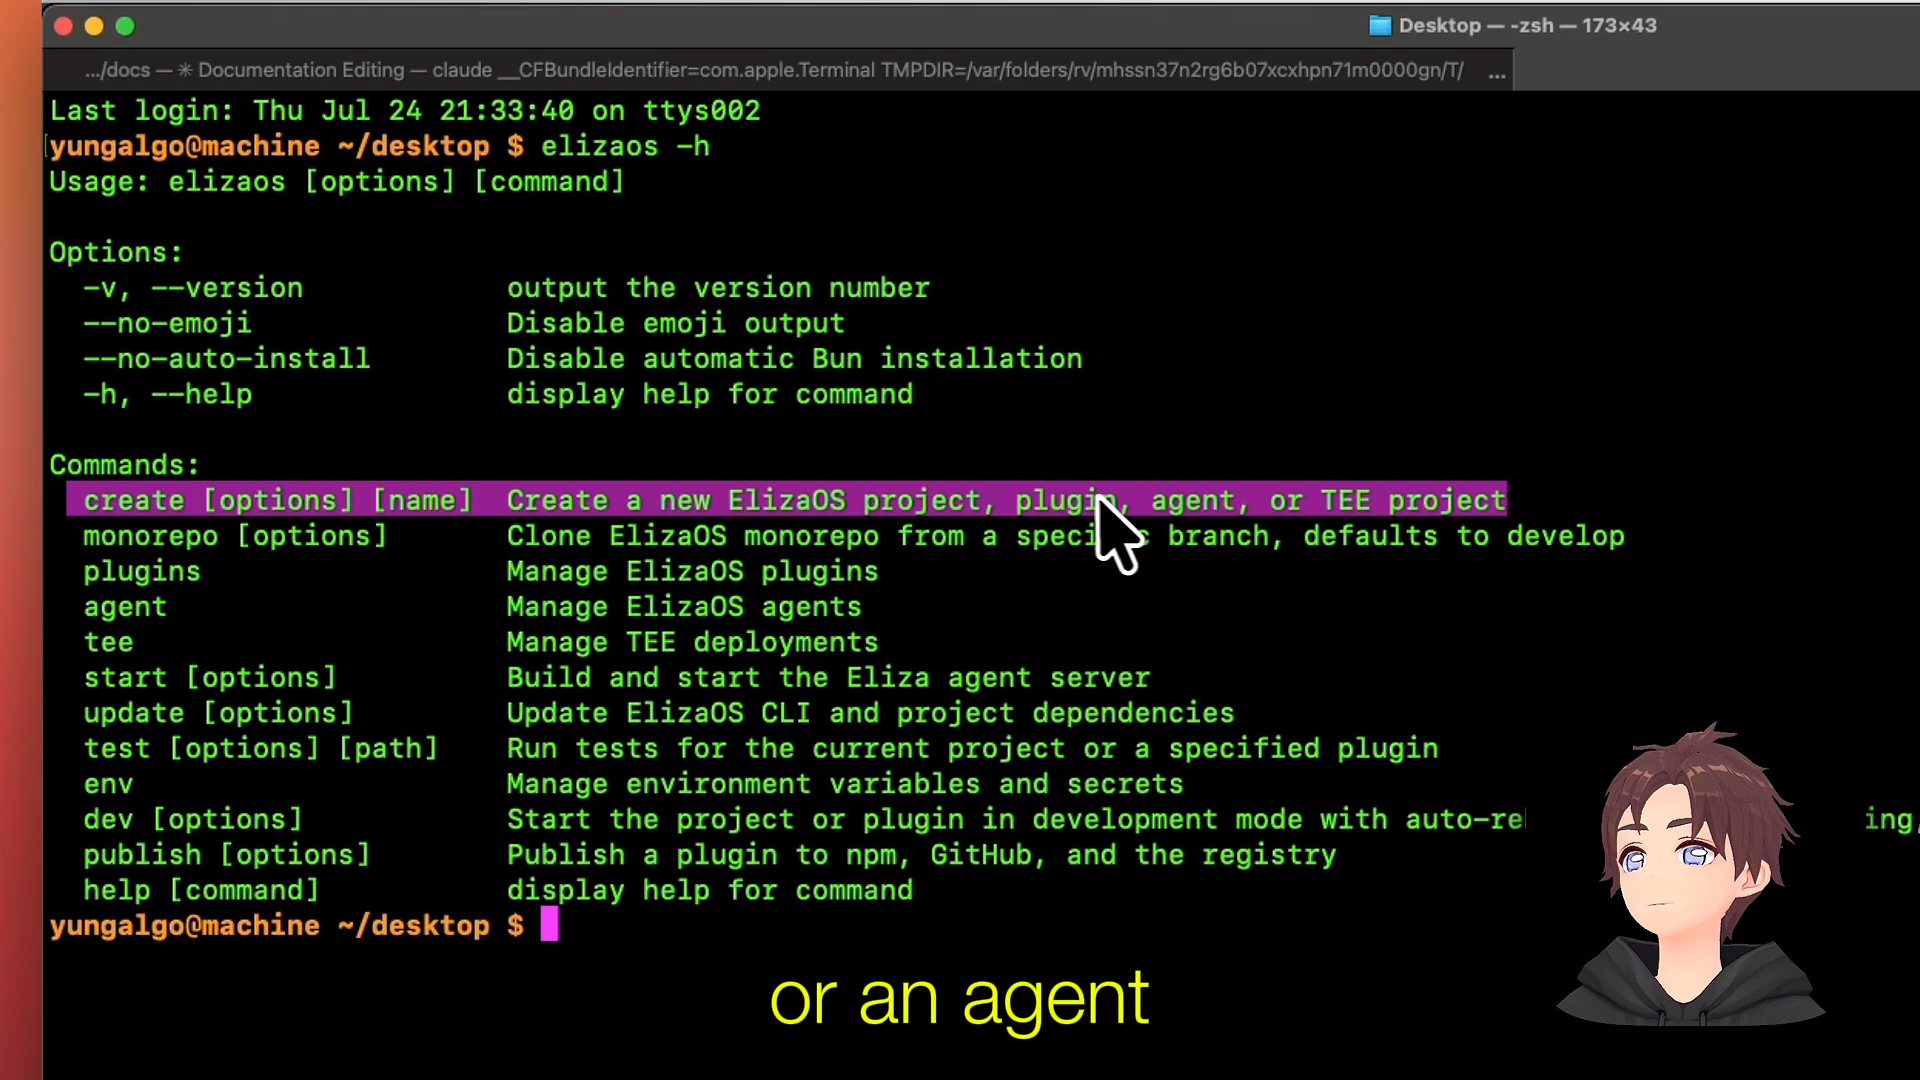 Desktop — -zsh — 173×43
.../docs — ✳ Documentation Editing — claude __CFBundleIdentifier=com.apple.Terminal TMPDIR=/var/folders/rv/mhssn37n2rg6b07xcxhpn71m0000gn/T/ ...
Last login: Thu Jul 24 21:33:40 on ttys002
[yungalgo@machine ~/desktop $ elizaos -h
Usage: elizaos [options] [command]
Options:
-v, --version output the version number
--no-emoji Disable emoji output
--no-auto-install Disable automatic Bun installation
-h, --help display help for command
Commands:
create [options] [name] Create a new ElizaOS project, plugin, agent, or TEE project
monorepo [options] Clone ElizaOS monorepo from a specific branch, defaults to develop
plugins Manage ElizaOS plugins
agent Manage ElizaOS agents
tee Manage TEE deployments
start [options] Build and start the Eliza agent server
update [options] Update ElizaOS CLI and project dependencies
test [options] [path] Run tests for the current project or a specified plugin
env Manage environment variables and secrets
dev [options] Start the project or plugin in development mode with auto-re ing,
publish [options] Publish a plugin to npm, GitHub, and the registry
help [command] display help for command
yungalgo@machine ~/desktop $
or an agent